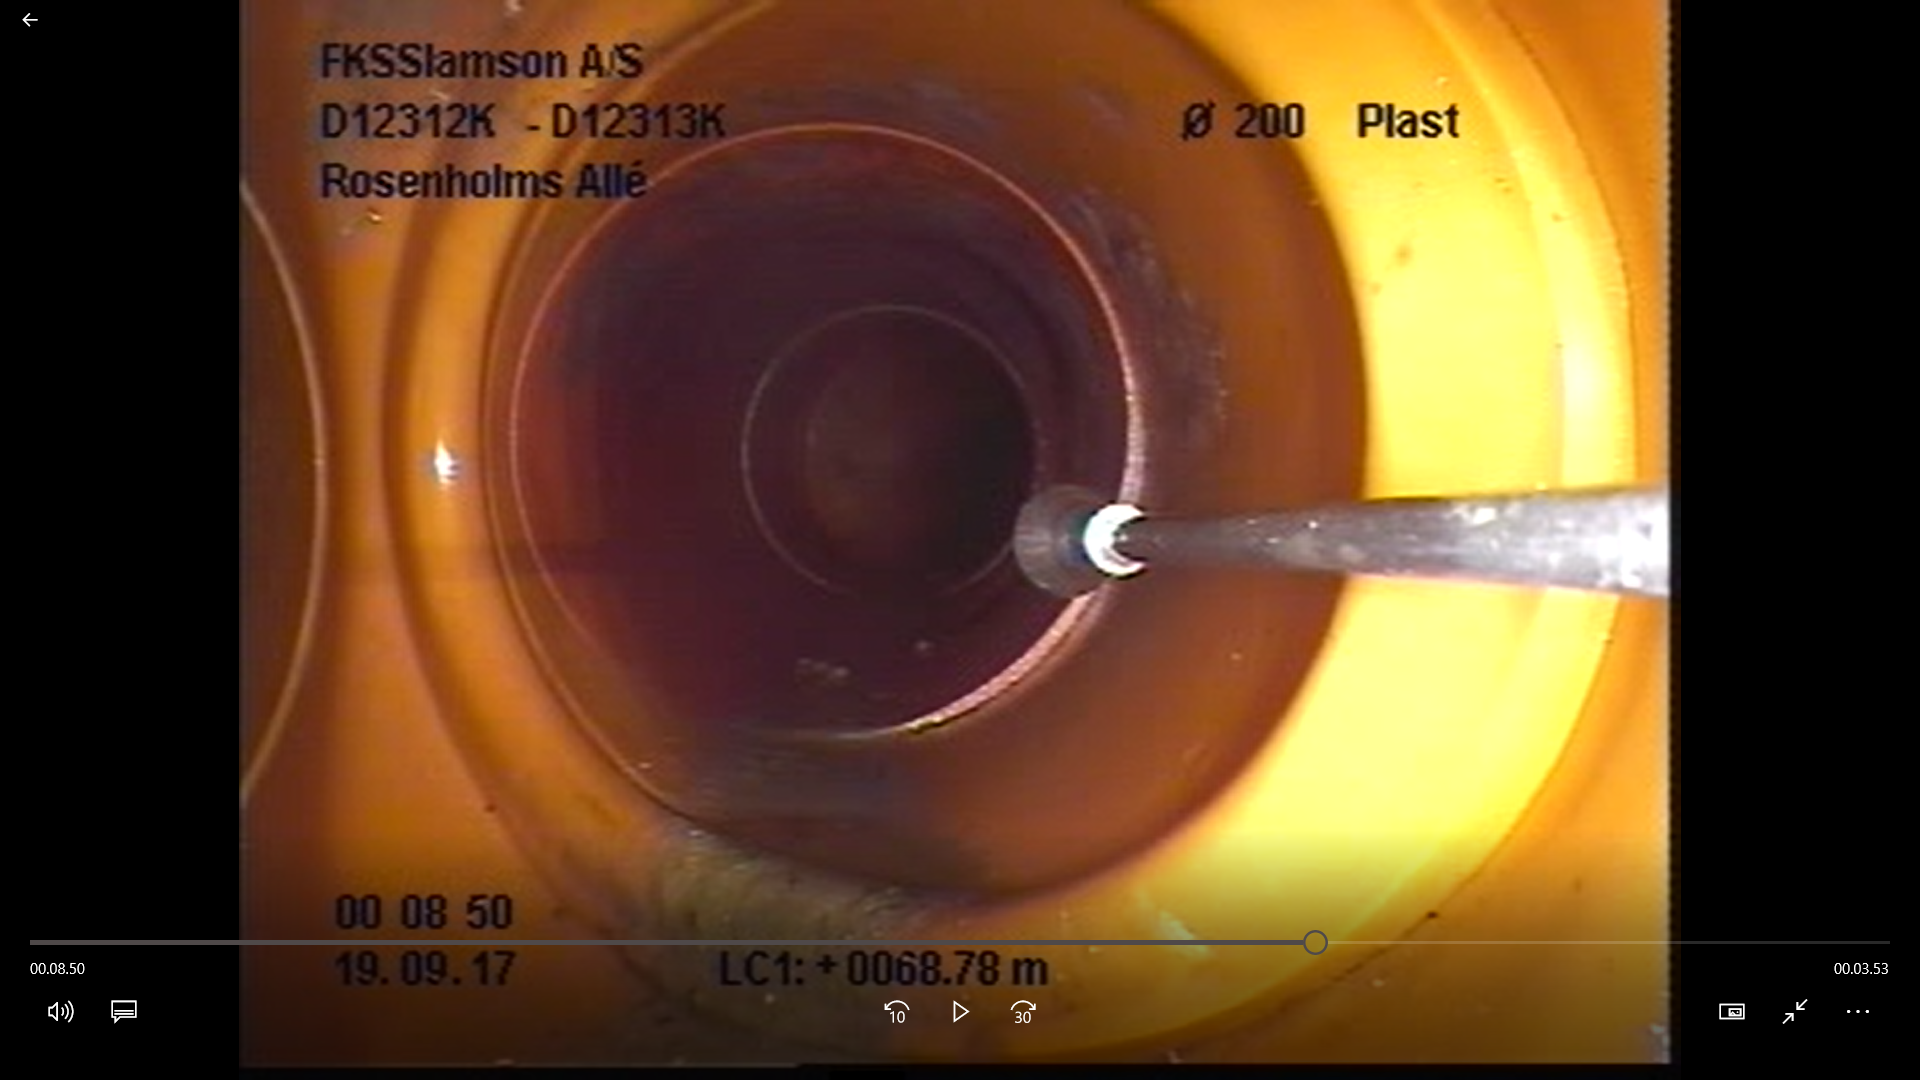 FKSSlamson A/S
D12312K - D12313K
Ø 200 Plast
Rosenholms Allé
00 08 50
00.08.50
00.03.53
19.09.17
LC1: +0068.78 m
10
30